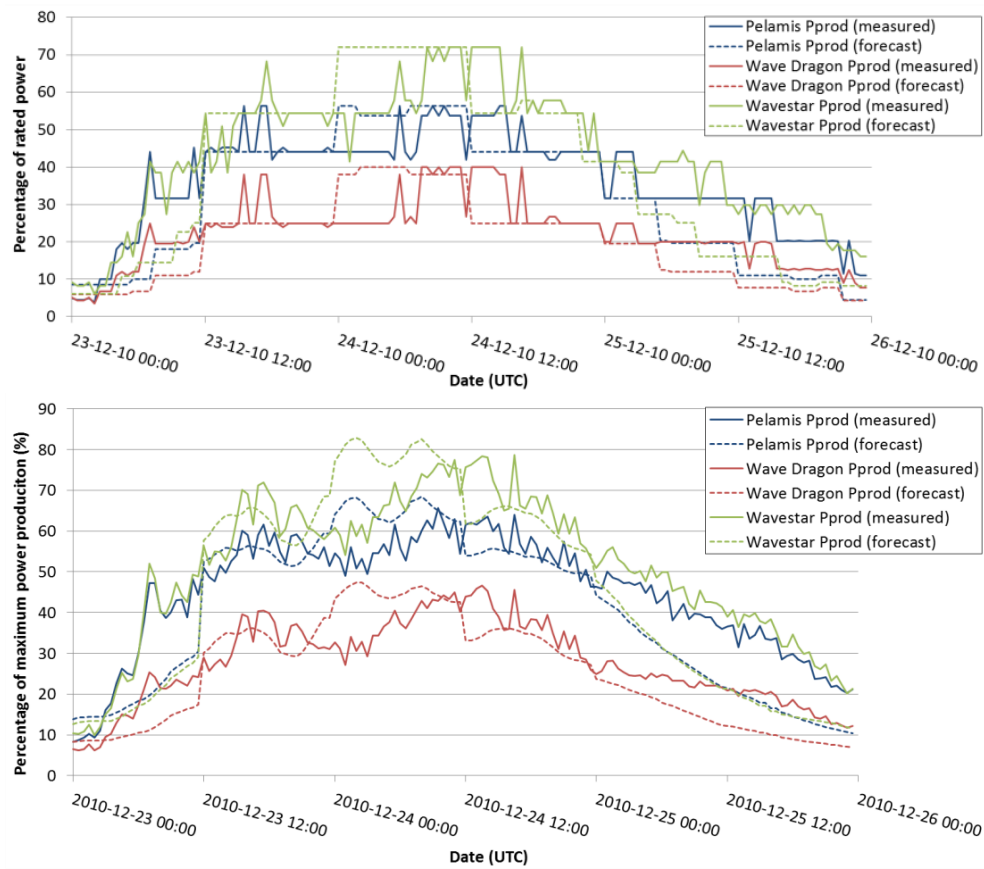 80
70
60
50
40
30
20
10
0
Percentage of rated power
Pelamis Pprod (measured)
Pelamis Pprod (forecast)
Wave Dragon Pprod (measured)
Wave Dragon Pprod (forecast)
Wavestar Pprod (measured)
Wavestar Pprod (forecast)
23-12-10 00:00
23-12-10 12:00
24-12-10 00:00
24-12-10 12:00
25-12-10 00:00
25-12-10 12:00
26-12-10 00:00
Date (UTC)
90
80
70
60
50
40
30
20
10
0
Percentage of maximum power produciton (%)
Pelamis Pprod (measured)
Pelamis Pprod (forecast)
Wave Dragon Pprod (measured)
Wave Dragon Pprod (forecast)
Wavestar Pprod (measured)
Wavestar Pprod (forecast)
2010-12-23 00:00
2010-12-23 12:00
2010-12-24 00:00
2010-12-24 12:00
2010-12-25 00:00
2010-12-25 12:00
2010-12-26 00:00
Date (UTC)